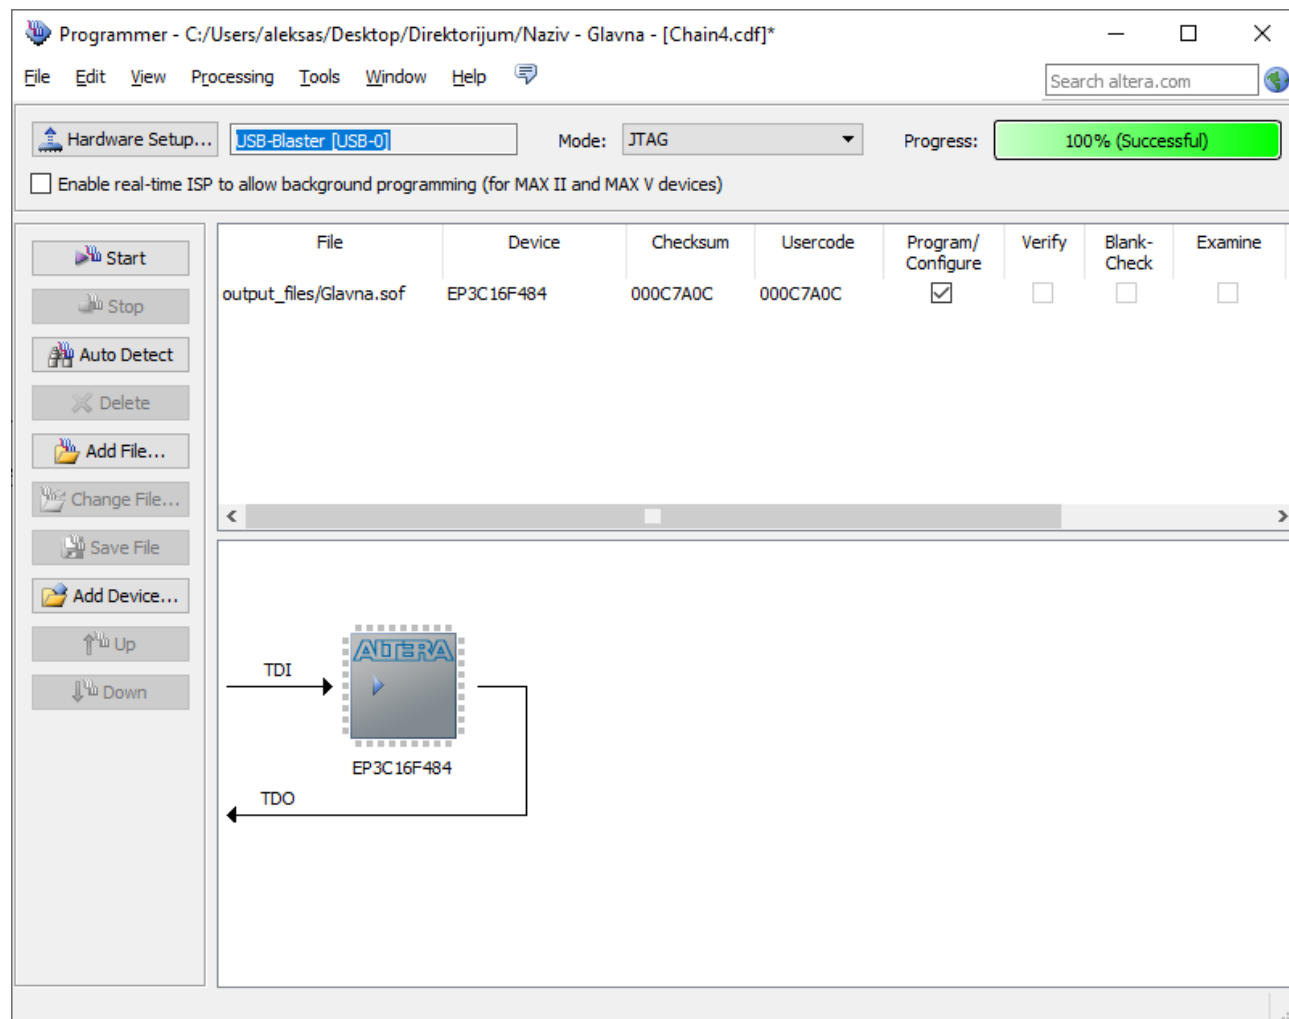 Programmer - C:/Users/aleksas/Desktop/Direktorijum/Naziv - Glavna - [Chain4.cdf]*
File Edit View Processing Tools Window Help Search altera.com
Hardware Setup... USB-Blaster [USB-0] Mode: JTAG Progress: 100% (Successful)
Enable real-time ISP to allow background programming (for MAX II and MAX V devices)
Start
Stop
Auto Detect
Delete
Add File...
Change File...
Save File
Add Device...
Up
Down
File Device Checksum Usercode Program/ Verify Blank- Examine
Configure Check
output_files/Glavna.sof EP3C16F484 000C7A0C 000C7A0C
ALTERA
TDI
EP3C16F484
TDO